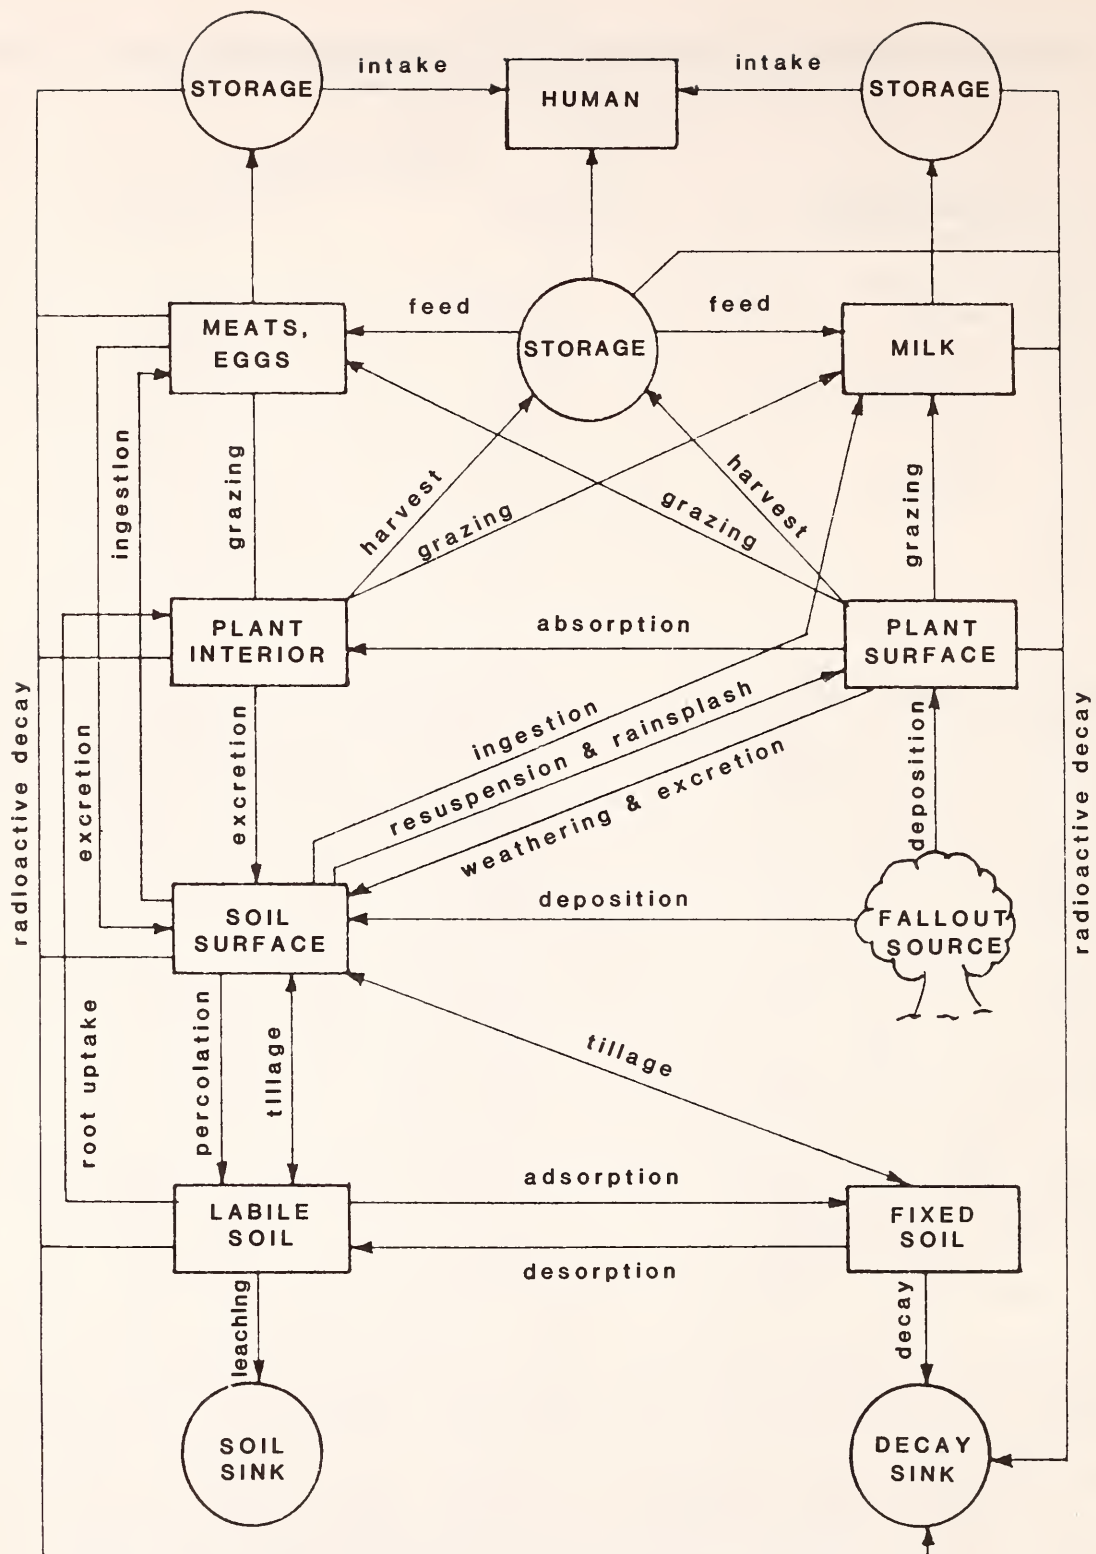 STORAGE
intake
HUMAN
intake
STORAGE
MEATS,
EGGS
feed
STORAGE
feed
MILK
ingestion
grazing
harvest
grazing
grazing
harvest
grazing
PLANT
INTERIOR
absorption
PLANT
SURFACE
radioactive decay
excretion
excretion
ingestion
resuspension & rainsplash
weathering & excretion
deposition
radioactive decay
SOIL
SURFACE
deposition
FALLOUT
SOURCE
root uptake
percolation
tillage
tillage
LABILE
SOIL
adsorption
desorption
FIXED
SOIL
leaching
decay
SOIL
SINK
DECAY
SINK